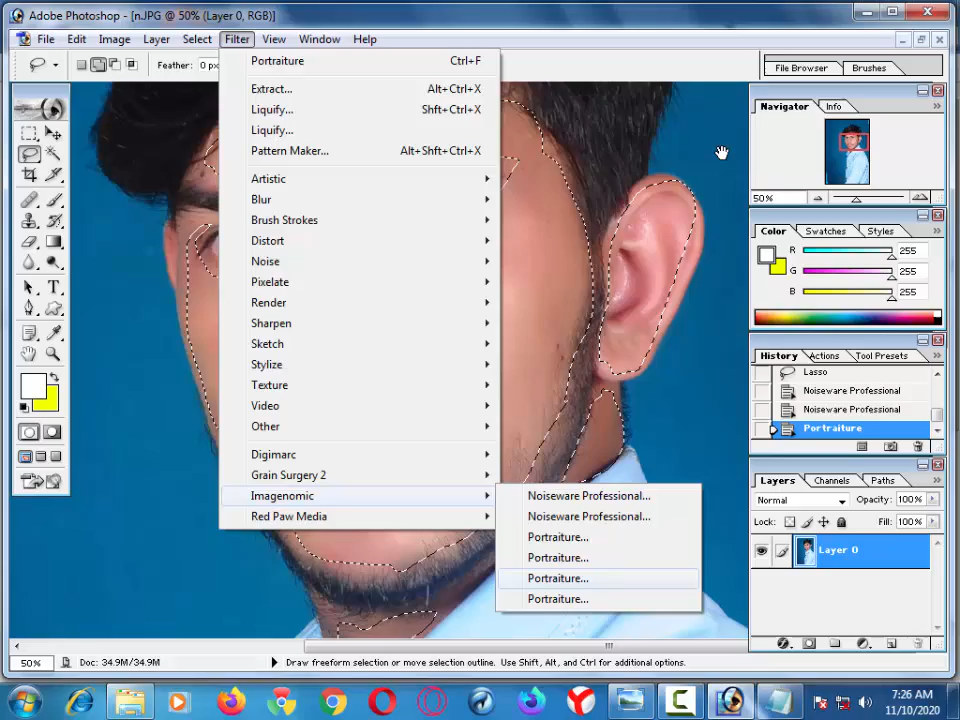 Adobe Photoshop - [n.JPG @ 50% (Layer 0, RGB)]
File Edit Image Layer Select Filter View Window Help
Feather: 0 px
File Browser Brushes
Portraiture Ctrl+F
Extract... Alt+Ctrl+X
Liquify... Shft+Ctrl+X
Liquify...
Pattern Maker... Alt+Shft+Ctrl+X
Artistic
Blur
Brush Strokes
Distort
Noise
Pixelate
Render
Sharpen
Sketch
Stylize
Texture
Video
Other
Digimarc
Grain Surgery 2
Imagenomic
Red Paw Media
Noiseware Professional...
Noiseware Professional...
Portraiture...
Portraiture...
Portraiture...
Portraiture...
Navigator Info
50%
Color Swatches Styles
R 255
G 255
B 255
History Actions Tool Presets
Lasso
Noiseware Professional
Noiseware Professional
Portraiture
Layers Channels Paths
Normal Opacity: 100%
Lock: Fill: 100%
Layer 0
50% Doc: 34.9M/34.9M Draw freeform selection or move selection outline. Use Shift, Alt, and Ctrl for additional options.
7:26 AM
11/10/2020